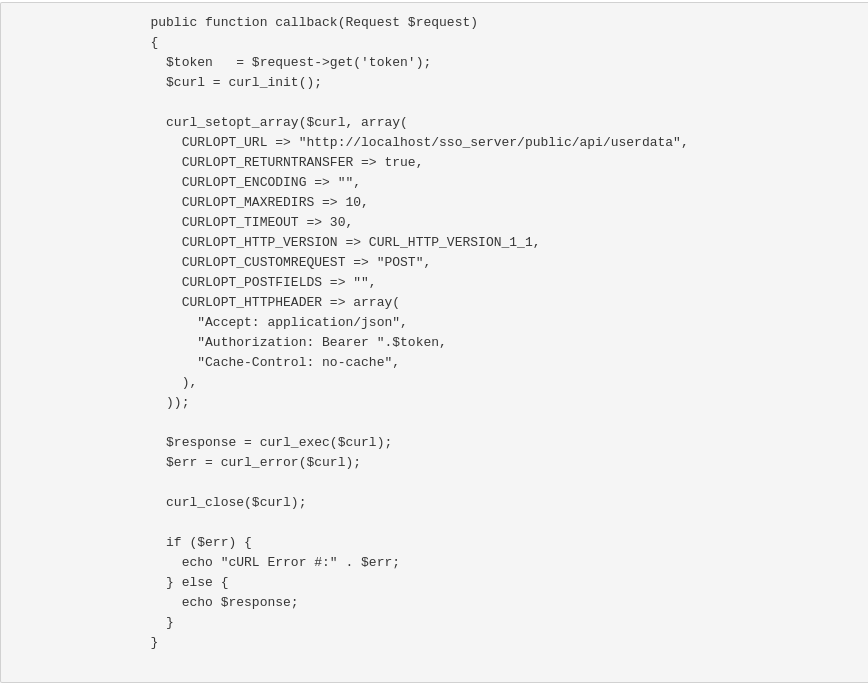 public function callback(Request $request)
{
$token   = $request->get('token');
$curl = curl_init();
curl_setopt_array($curl, array(
CURLOPT_URL => "http://localhost/sso_server/public/api/userdata",
CURLOPT_RETURNTRANSFER => true,
CURLOPT_ENCODING => "",
CURLOPT_MAXREDIRS => 10,
CURLOPT_TIMEOUT => 30,
CURLOPT_HTTP_VERSION => CURL_HTTP_VERSION_1_1,
CURLOPT_CUSTOMREQUEST => "POST",
CURLOPT_POSTFIELDS => "",
CURLOPT_HTTPHEADER => array(
"Accept: application/json",
"Authorization: Bearer ".$token,
"Cache-Control: no-cache",
),
));
$response = curl_exec($curl);
$err = curl_error($curl);
curl_close($curl);
if ($err) {
echo "cURL Error #:" . $err;
} else {
echo $response;
}
}